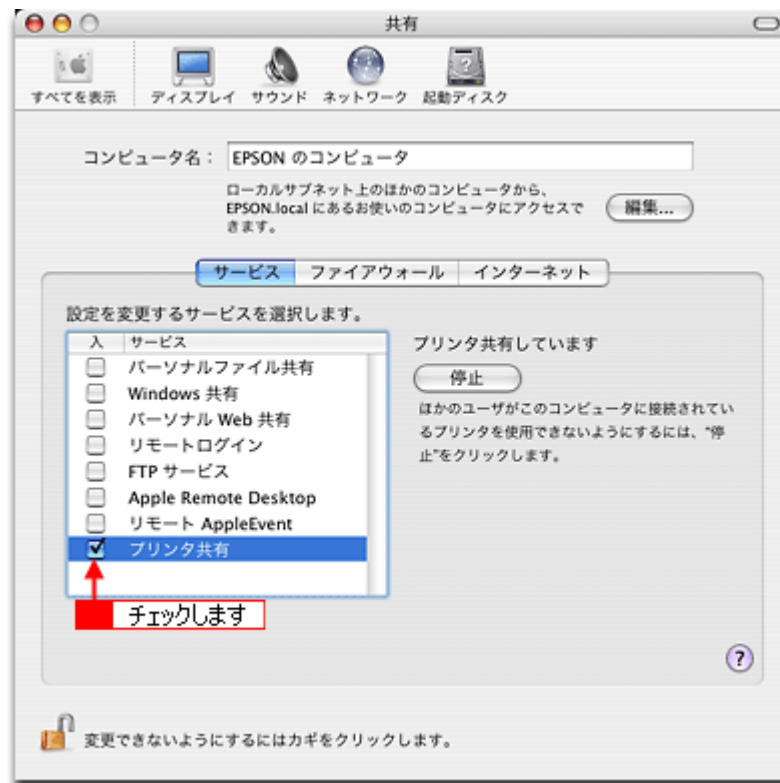 共有
すべてを表示 ディスプレイ サウンド ネットワーク 起動ディスク
コンピュータ名： EPSON のコンピュータ
ローカルサブネット上のほかのコンピュータから、
EPSON.local にあるお使いのコンピュータにアクセスで
きます。
編集...
サービス ファイアウォール インターネット
設定を変更するサービスを選択します。
入 サービス
パーソナルファイル共有
Windows 共有
パーソナル Web 共有
リモートログイン
FTP サービス
Apple Remote Desktop
リモート AppleEvent
プリンタ共有
プリンタ共有しています
停止
ほかのユーザがこのコンピュータに接続されてい
るプリンタを使用できないようにするには、“停
止”をクリックします。
チェックします
?
変更できないようにするにはカギをクリックします。